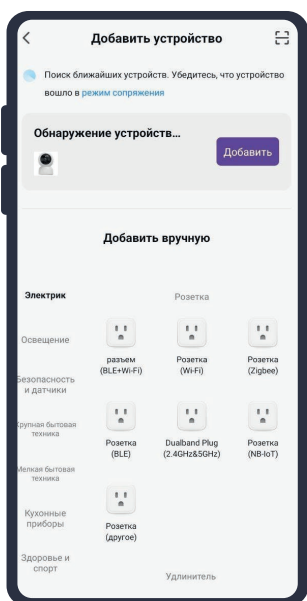 Добавить устройство
Поиск ближайших устройств. Убедитесь, что устройство
вошло в режим сопряжения
Обнаружение устройств...
Добавить
Добавить вручную
Электрик
Розетка
Освещение
разъем
(BLE+Wi-Fi)
Розетка
(Wi-Fi)
Розетка
(Zigbee)
Безопасность
и датчики
Крупная бытовая
техника
Розетка
(BLE)
Dualband Plug
(2.4GHz&5GHz)
Розетка
(NB-IoT)
Мелкая бытовая
техника
Кухонные
приборы
Розетка
(другое)
Здоровье и
спорт
Удлинитель